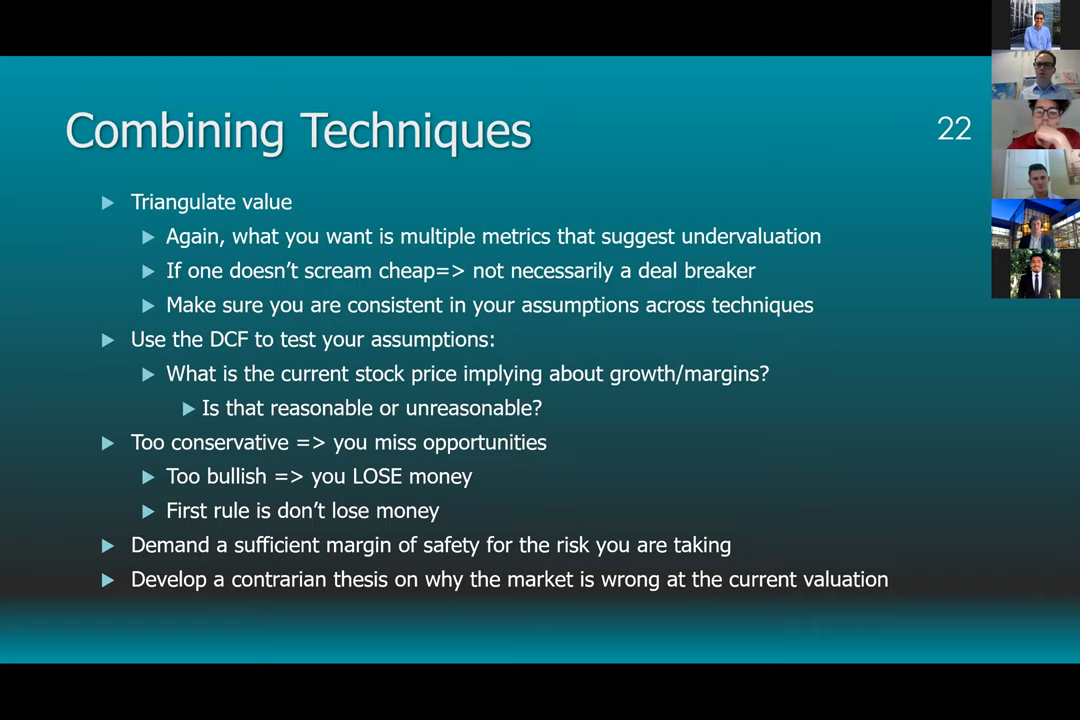 Combining Techniques
22
Triangulate value
Again, what you want is multiple metrics that suggest undervaluation
If one doesn’t scream cheap=> not necessarily a deal breaker
Make sure you are consistent in your assumptions across techniques
Use the DCF to test your assumptions:
What is the current stock price implying about growth/margins?
Is that reasonable or unreasonable?
Too conservative => you miss opportunities
Too bullish => you LOSE money
First rule is don’t lose money
Demand a sufficient margin of safety for the risk you are taking
Develop a contrarian thesis on why the market is wrong at the current valuation